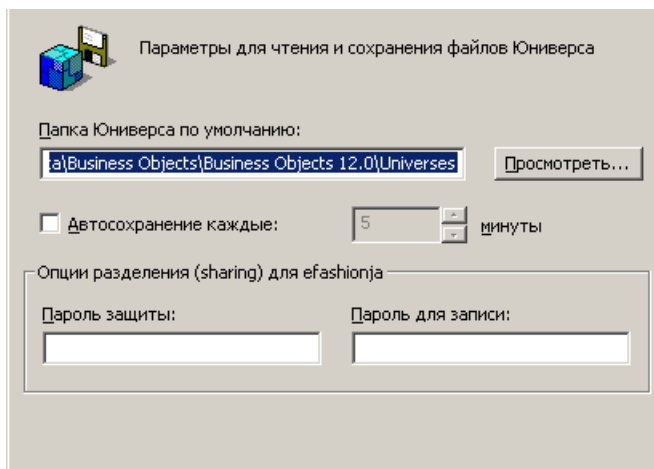 Параметры для чтения и сохранения файлов Юниверса
Папка Юниверса по умолчанию:
ta\Business Objects\Business Objects 12.0\Universes
Просмотреть...
Автосохранение каждые:
5
минуты
Опции разделения (sharing) для efashionja
Пароль защиты:
Пароль для записи: